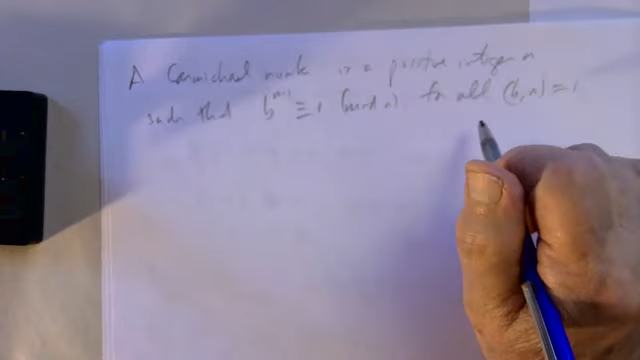 A Carmichael number is a positive integer n
such that b^{n-1} ≡ 1 (mod n) for all (b, n) = 1